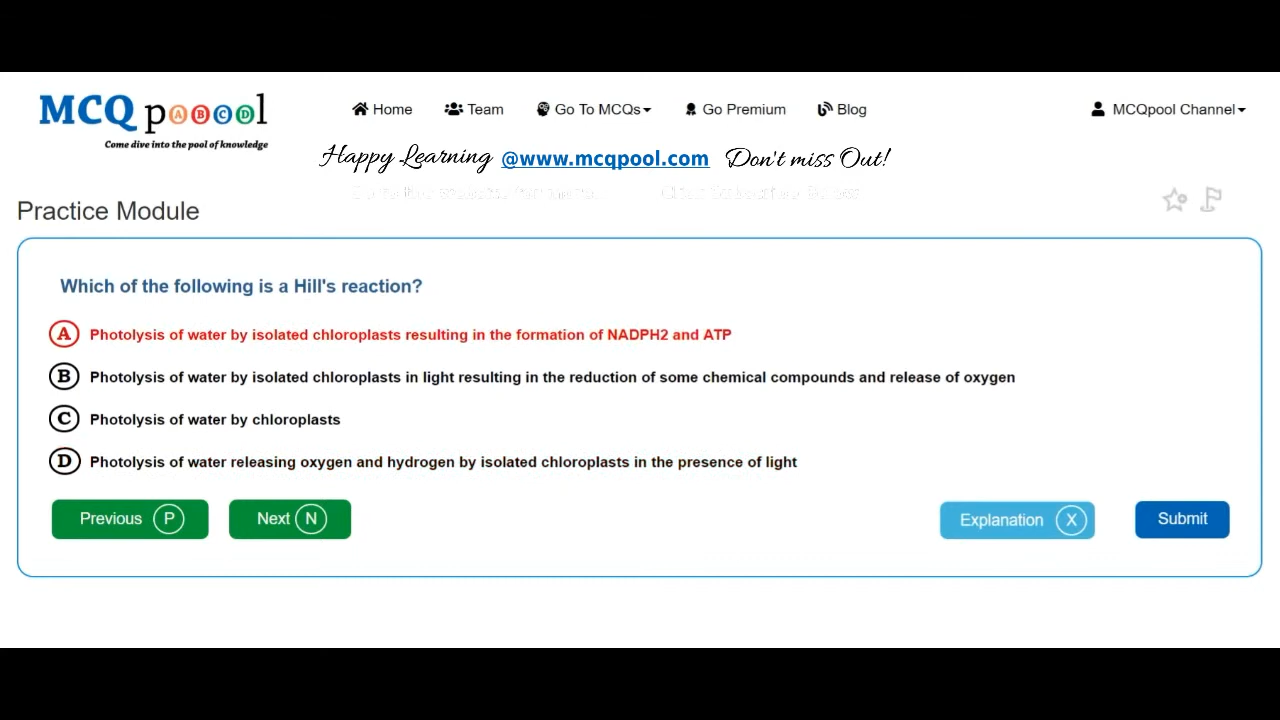 MCQ pool
A B C D
Come dive into the pool of knowledge
Home Team Go To MCQs Go Premium Blog MCQpool Channel
Happy Learning @www.mcqpool.com Don't miss Out!
Practice Module
Which of the following is a Hill's reaction?
A Photolysis of water by isolated chloroplasts resulting in the formation of NADPH2 and ATP
B Photolysis of water by isolated chloroplasts in light resulting in the reduction of some chemical compounds and release of oxygen
C Photolysis of water by chloroplasts
D Photolysis of water releasing oxygen and hydrogen by isolated chloroplasts in the presence of light
Previous P Next N Explanation X Submit